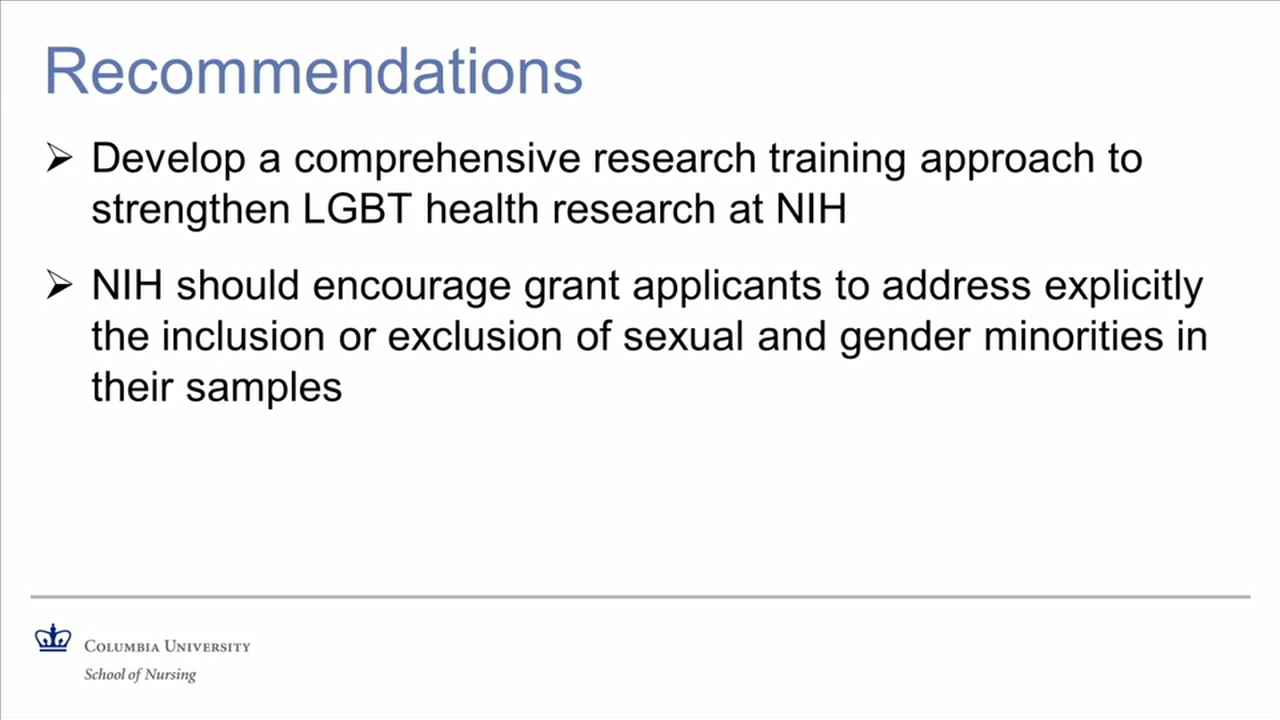 Recommendations
➢ Develop a comprehensive research training approach to
strengthen LGBT health research at NIH
➢ NIH should encourage grant applicants to address explicitly
the inclusion or exclusion of sexual and gender minorities in
their samples
Columbia University
School of Nursing